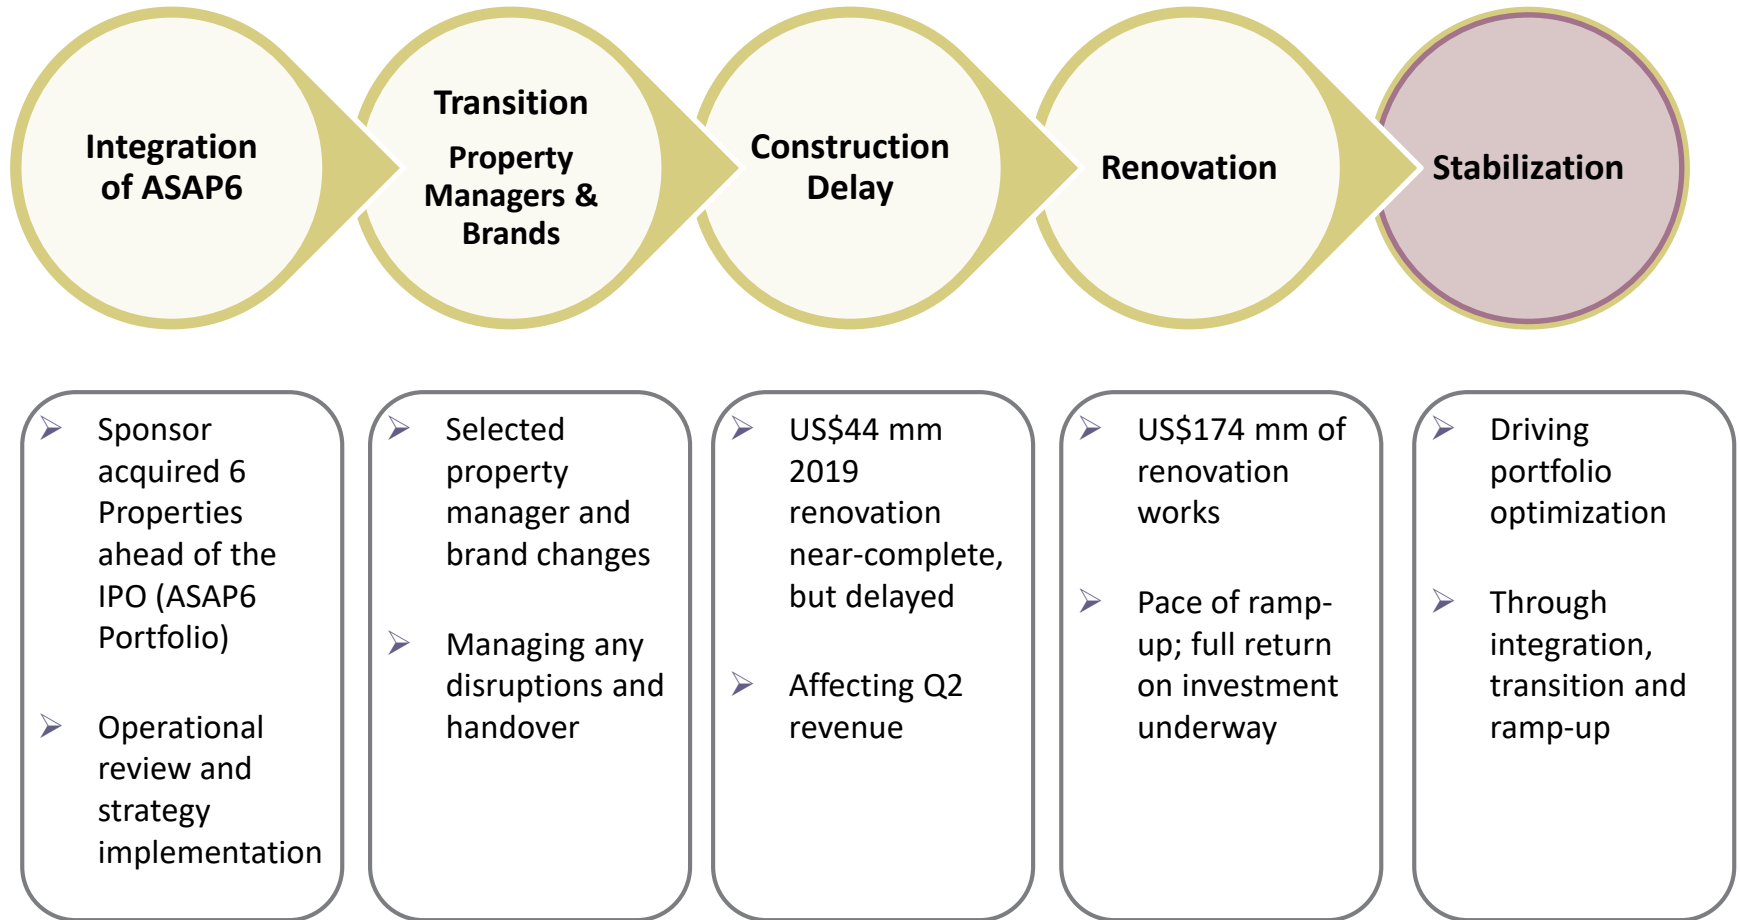 Integration
of ASAP6
Transition
Property
Managers &
Brands
Construction
Delay
Renovation
Stabilization
➢ Sponsor
acquired 6
Properties
ahead of the
IPO (ASAP6
Portfolio)
➢ Operational
review and
strategy
implementation
➢ Selected
property
manager and
brand changes
➢ Managing any
disruptions and
handover
➢ US$44 mm
2019
renovation
near-complete,
but delayed
➢ Affecting Q2
revenue
➢ US$174 mm of
renovation
works
➢ Pace of ramp-
up; full return
on investment
underway
➢ Driving
portfolio
optimization
➢ Through
integration,
transition and
ramp-up